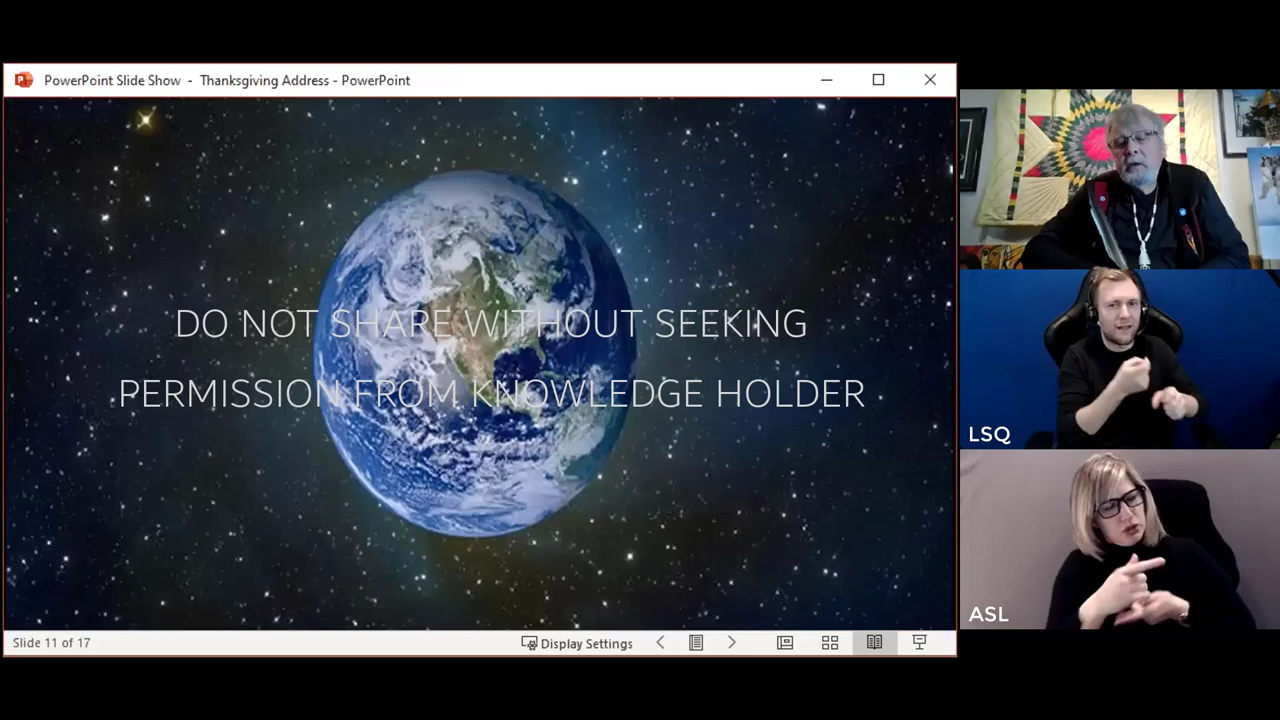 PowerPoint Slide Show - Thanksgiving Address - PowerPoint
DO NOT SHARE WITHOUT SEEKING
PERMISSION FROM KNOWLEDGE HOLDER
LSQ
ASL
Slide 11 of 17
Display Settings